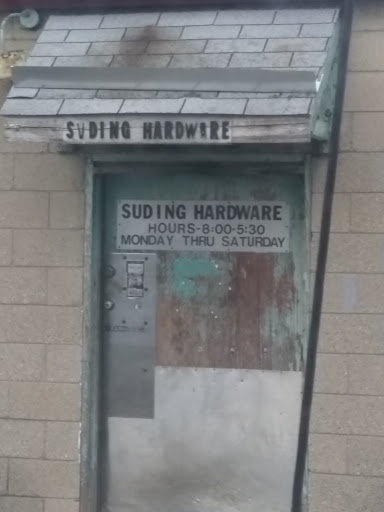 SUDING HARDWARE
SUDING HARDWARE
HOURS-8:00-5:30
MONDAY THRU SATURDAY